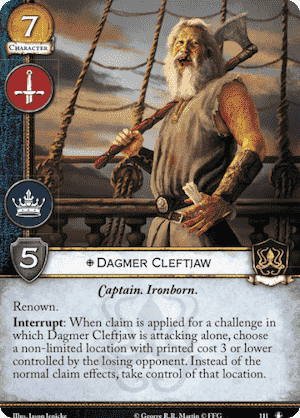 7
CHARACTER
5
DAGMER CLEFTJAW
Captain. Ironborn.
Renown.
Interrupt: When claim is applied for a challenge in
which Dagmer Cleftjaw is attacking alone, choose
a non-limited location with printed cost 3 or lower
controlled by the losing opponent. Instead of the
normal claim effects, take control of that location.
Illus. Jason Jenicke
© George R.R. Martin © FFG
111